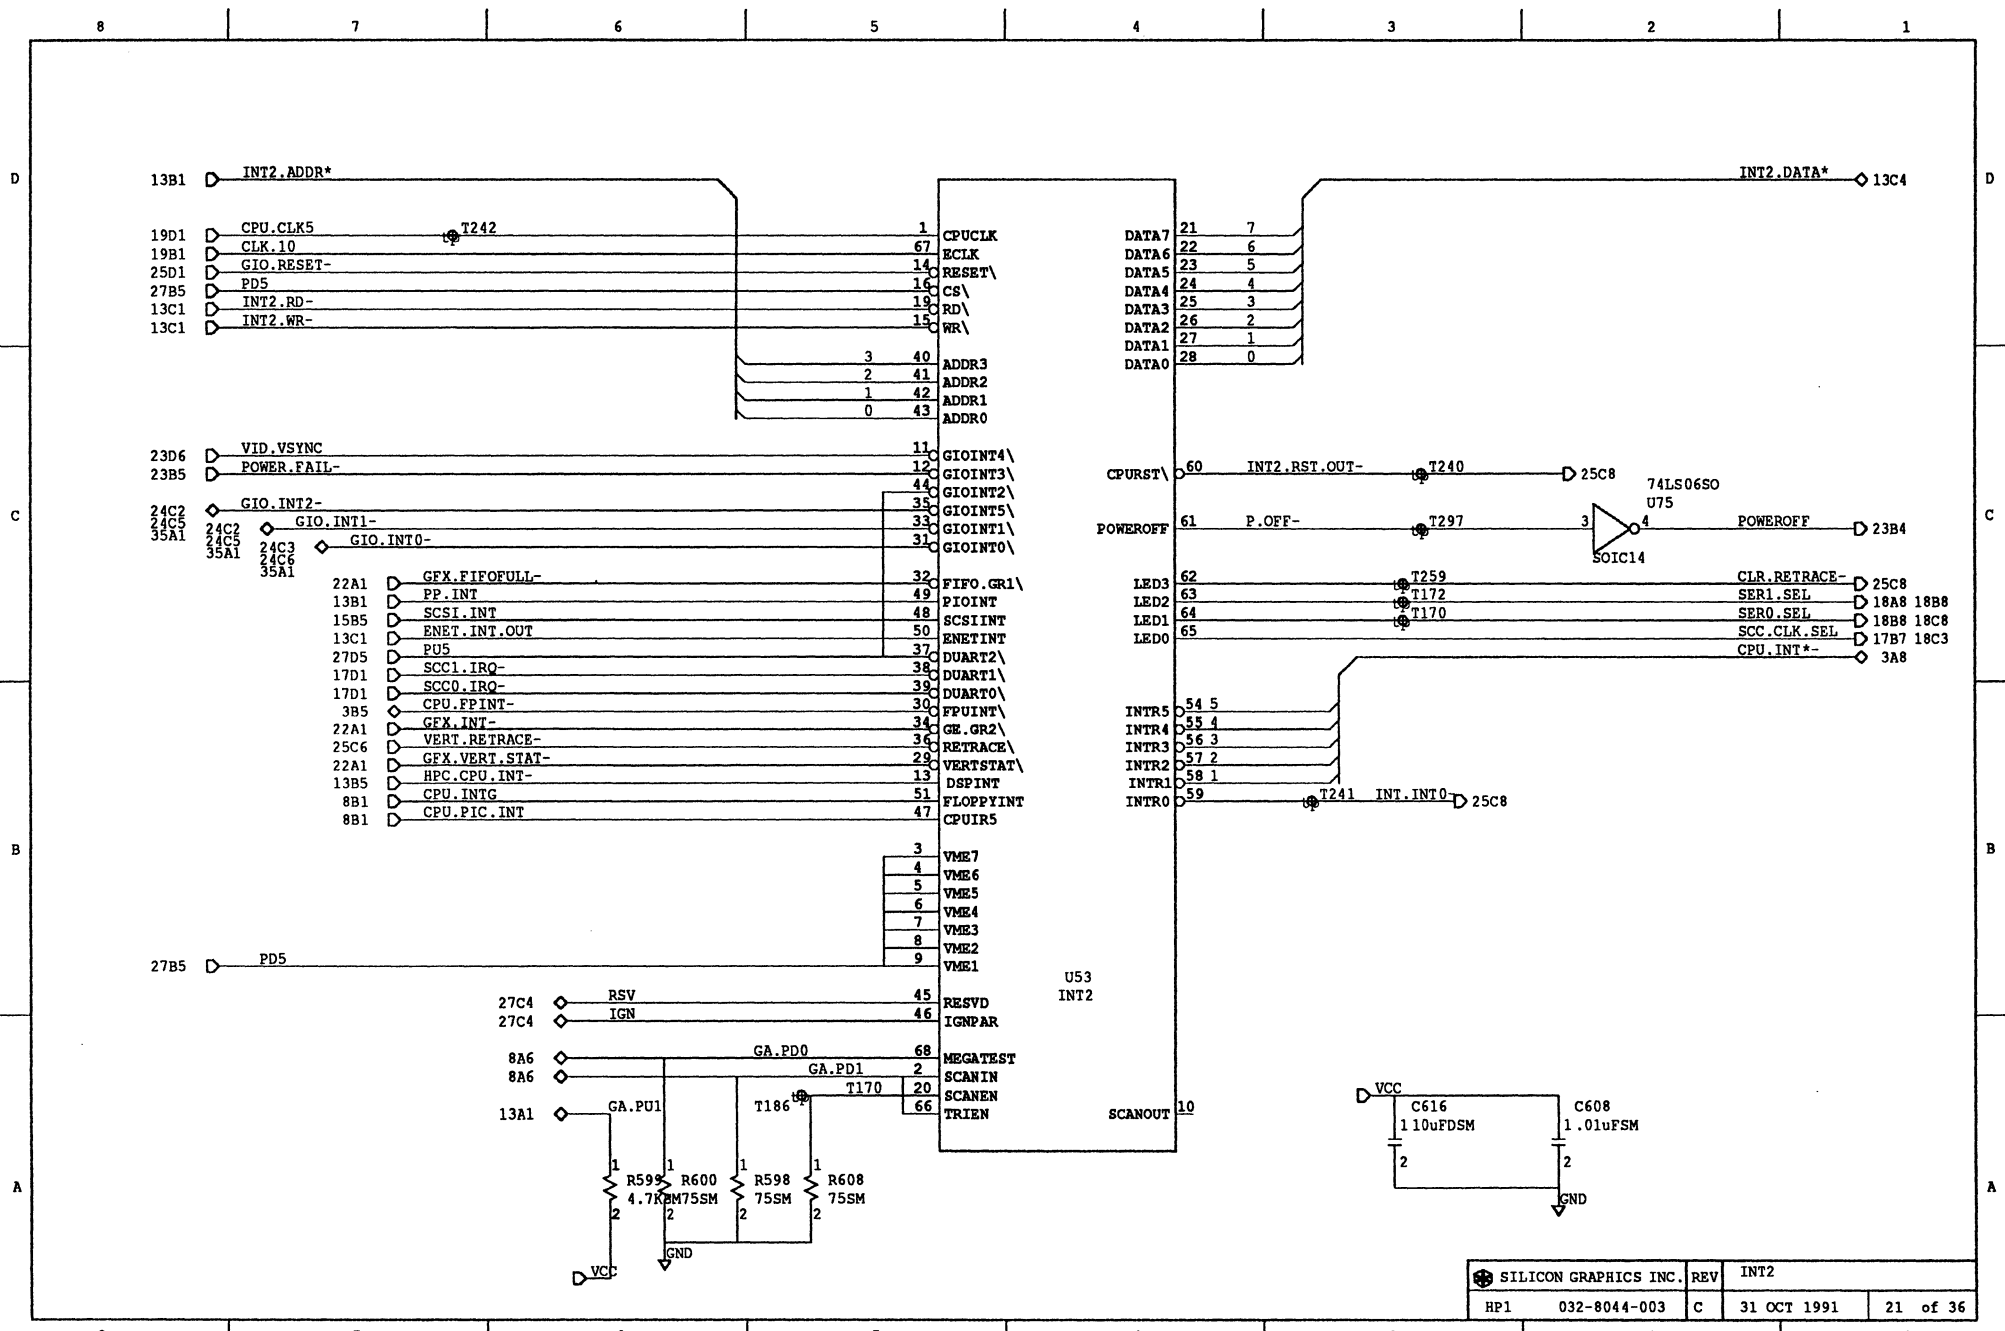 8 7 6 5 4 3 2 1
D D
13B1 INT2.ADDR* INT2.DATA* 13C4
19D1 CPU.CLK5 T242 1 CPUCLK DATA7 21 7
19B1 CLK.10 67 ECLK DATA6 22 6
25D1 GIO.RESET- 14 RESET\ DATA5 23 5
27B5 PD5 16 CS\ DATA4 24 4
13C1 INT2.RD- 19 RD\ DATA3 25 3
13C1 INT2.WR- 15 WR\ DATA2 26 2
DATA1 27 1
3 40 ADDR3 DATA0 28 0
2 41 ADDR2
1 42 ADDR1
0 43 ADDR0
23D6 VID.VSYNC 11 GIOINT4\
23B5 POWER.FAIL- 12 GIOINT3\ CPURST\ 60 INT2.RST.OUT- T240 25C8
44 GIOINT2\ 74LS06SO
24C2 GIO.INT2- 35 GIOINT5\ U75
C C
24C5 24C2 GIO.INT1- 33 GIOINT1\ POWEROFF 61 P.OFF- T297 3 4 POWEROFF 23B4
35A1 24C5 24C3 GIO.INT0- 31 GIOINT0\
35A1 24C6 SOIC14
35A1
22A1 GFX.FIFOFULL- 32 FIFO.GR1\ LED3 62 T259 CLR.RETRACE- 25C8
13B1 PP.INT 49 PIOINT LED2 63 T172 SER1.SEL 18A8 18B8
15B5 SCSI.INT 48 SCSIINT LED1 64 T170 SER0.SEL 18B8 18C8
13C1 ENET.INT.OUT 50 ENETINT LED0 65 SCC.CLK.SEL 17B7 18C3
27D5 PU5 37 DUART2\ CPU.INT*- 3A8
17D1 SCC1.IRQ- 38 DUART1\
17D1 SCC0.IRQ- 39 DUART0\
3B5 CPU.FPINT- 30 FPUINT\ INTR5 54 5
22A1 GFX.INT- 34 GE.GR2\ INTR4 55 4
25C6 VERT.RETRACE- 36 RETRACE\ INTR3 56 3
22A1 GFX.VERT.STAT- 29 VERTSTAT\ INTR2 57 2
13B5 HPC.CPU.INT- 13 DSPINT INTR1 58 1
8B1 CPU.INTG 51 FLOPPYINT INTR0 59 T241 INT.INT0- 25C8
8B1 CPU.PIC.INT 47 CPUIR5
B B
3 VME7
4 VME6
5 VME5
6 VME4
7 VME3
8 VME2
27B5 PD5 9 VME1
U53
INT2
27C4 RSV 45 RESVD
27C4 IGN 46 IGNPAR
8A6 GA.PD0 68 MEGATEST
8A6 GA.PD1 2 SCANIN
T186 T170 20 SCANEN VCC
13A1 GA.PU1 66 TRIEN SCANOUT 10 C616 C608
1 10uFDSM 1 .01uFSM
1 1 1 1 2 2
A R599 R600 R598 R608 A
4.7KSM 75SM 75SM 75SM GND
2 2 2 2
GND
VCC
SILICON GRAPHICS INC. REV INT2
HP1 032-8044-003 C 31 OCT 1991 21 of 36